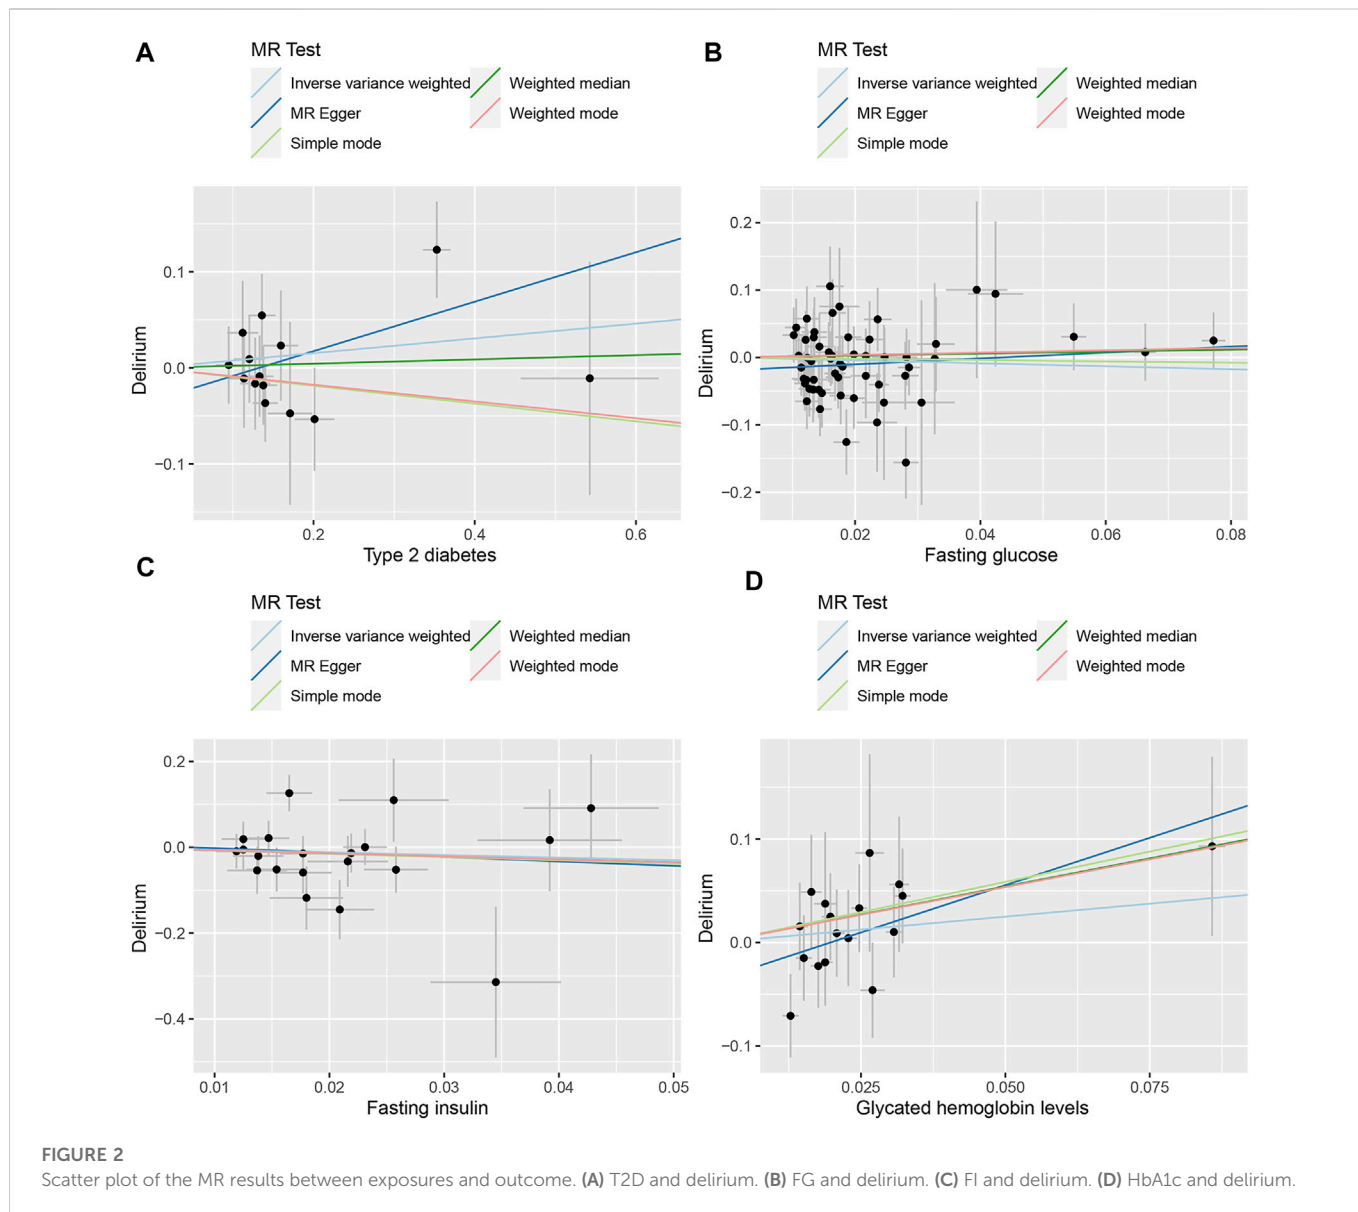 A
MR Test
Inverse variance weighted
Weighted median
MR Egger
Weighted mode
Simple mode
Delirium
0.1
0.0
−0.1
0.2
0.4
0.6
Type 2 diabetes
B
MR Test
Inverse variance weighted
Weighted median
MR Egger
Weighted mode
Simple mode
Delirium
0.2
0.1
0.0
−0.1
−0.2
0.02
0.04
0.06
0.08
Fasting glucose
C
MR Test
Inverse variance weighted
Weighted median
MR Egger
Weighted mode
Simple mode
Delirium
0.2
0.0
−0.2
−0.4
0.01
0.02
0.03
0.04
0.05
Fasting insulin
D
MR Test
Inverse variance weighted
Weighted median
MR Egger
Weighted mode
Simple mode
Delirium
0.1
0.0
−0.1
0.025
0.050
0.075
Glycated hemoglobin levels
FIGURE 2
Scatter plot of the MR results between exposures and outcome. (A) T2D and delirium. (B) FG and delirium. (C) FI and delirium. (D) HbA1c and delirium.